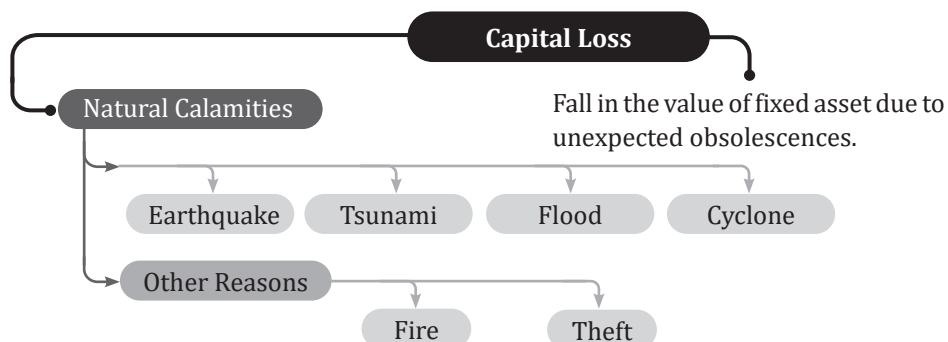 Capital Loss
Natural Calamities
Fall in the value of fixed asset due to
unexpected obsolescences.
Earthquake Tsunami Flood Cyclone
Other Reasons
Fire Theft